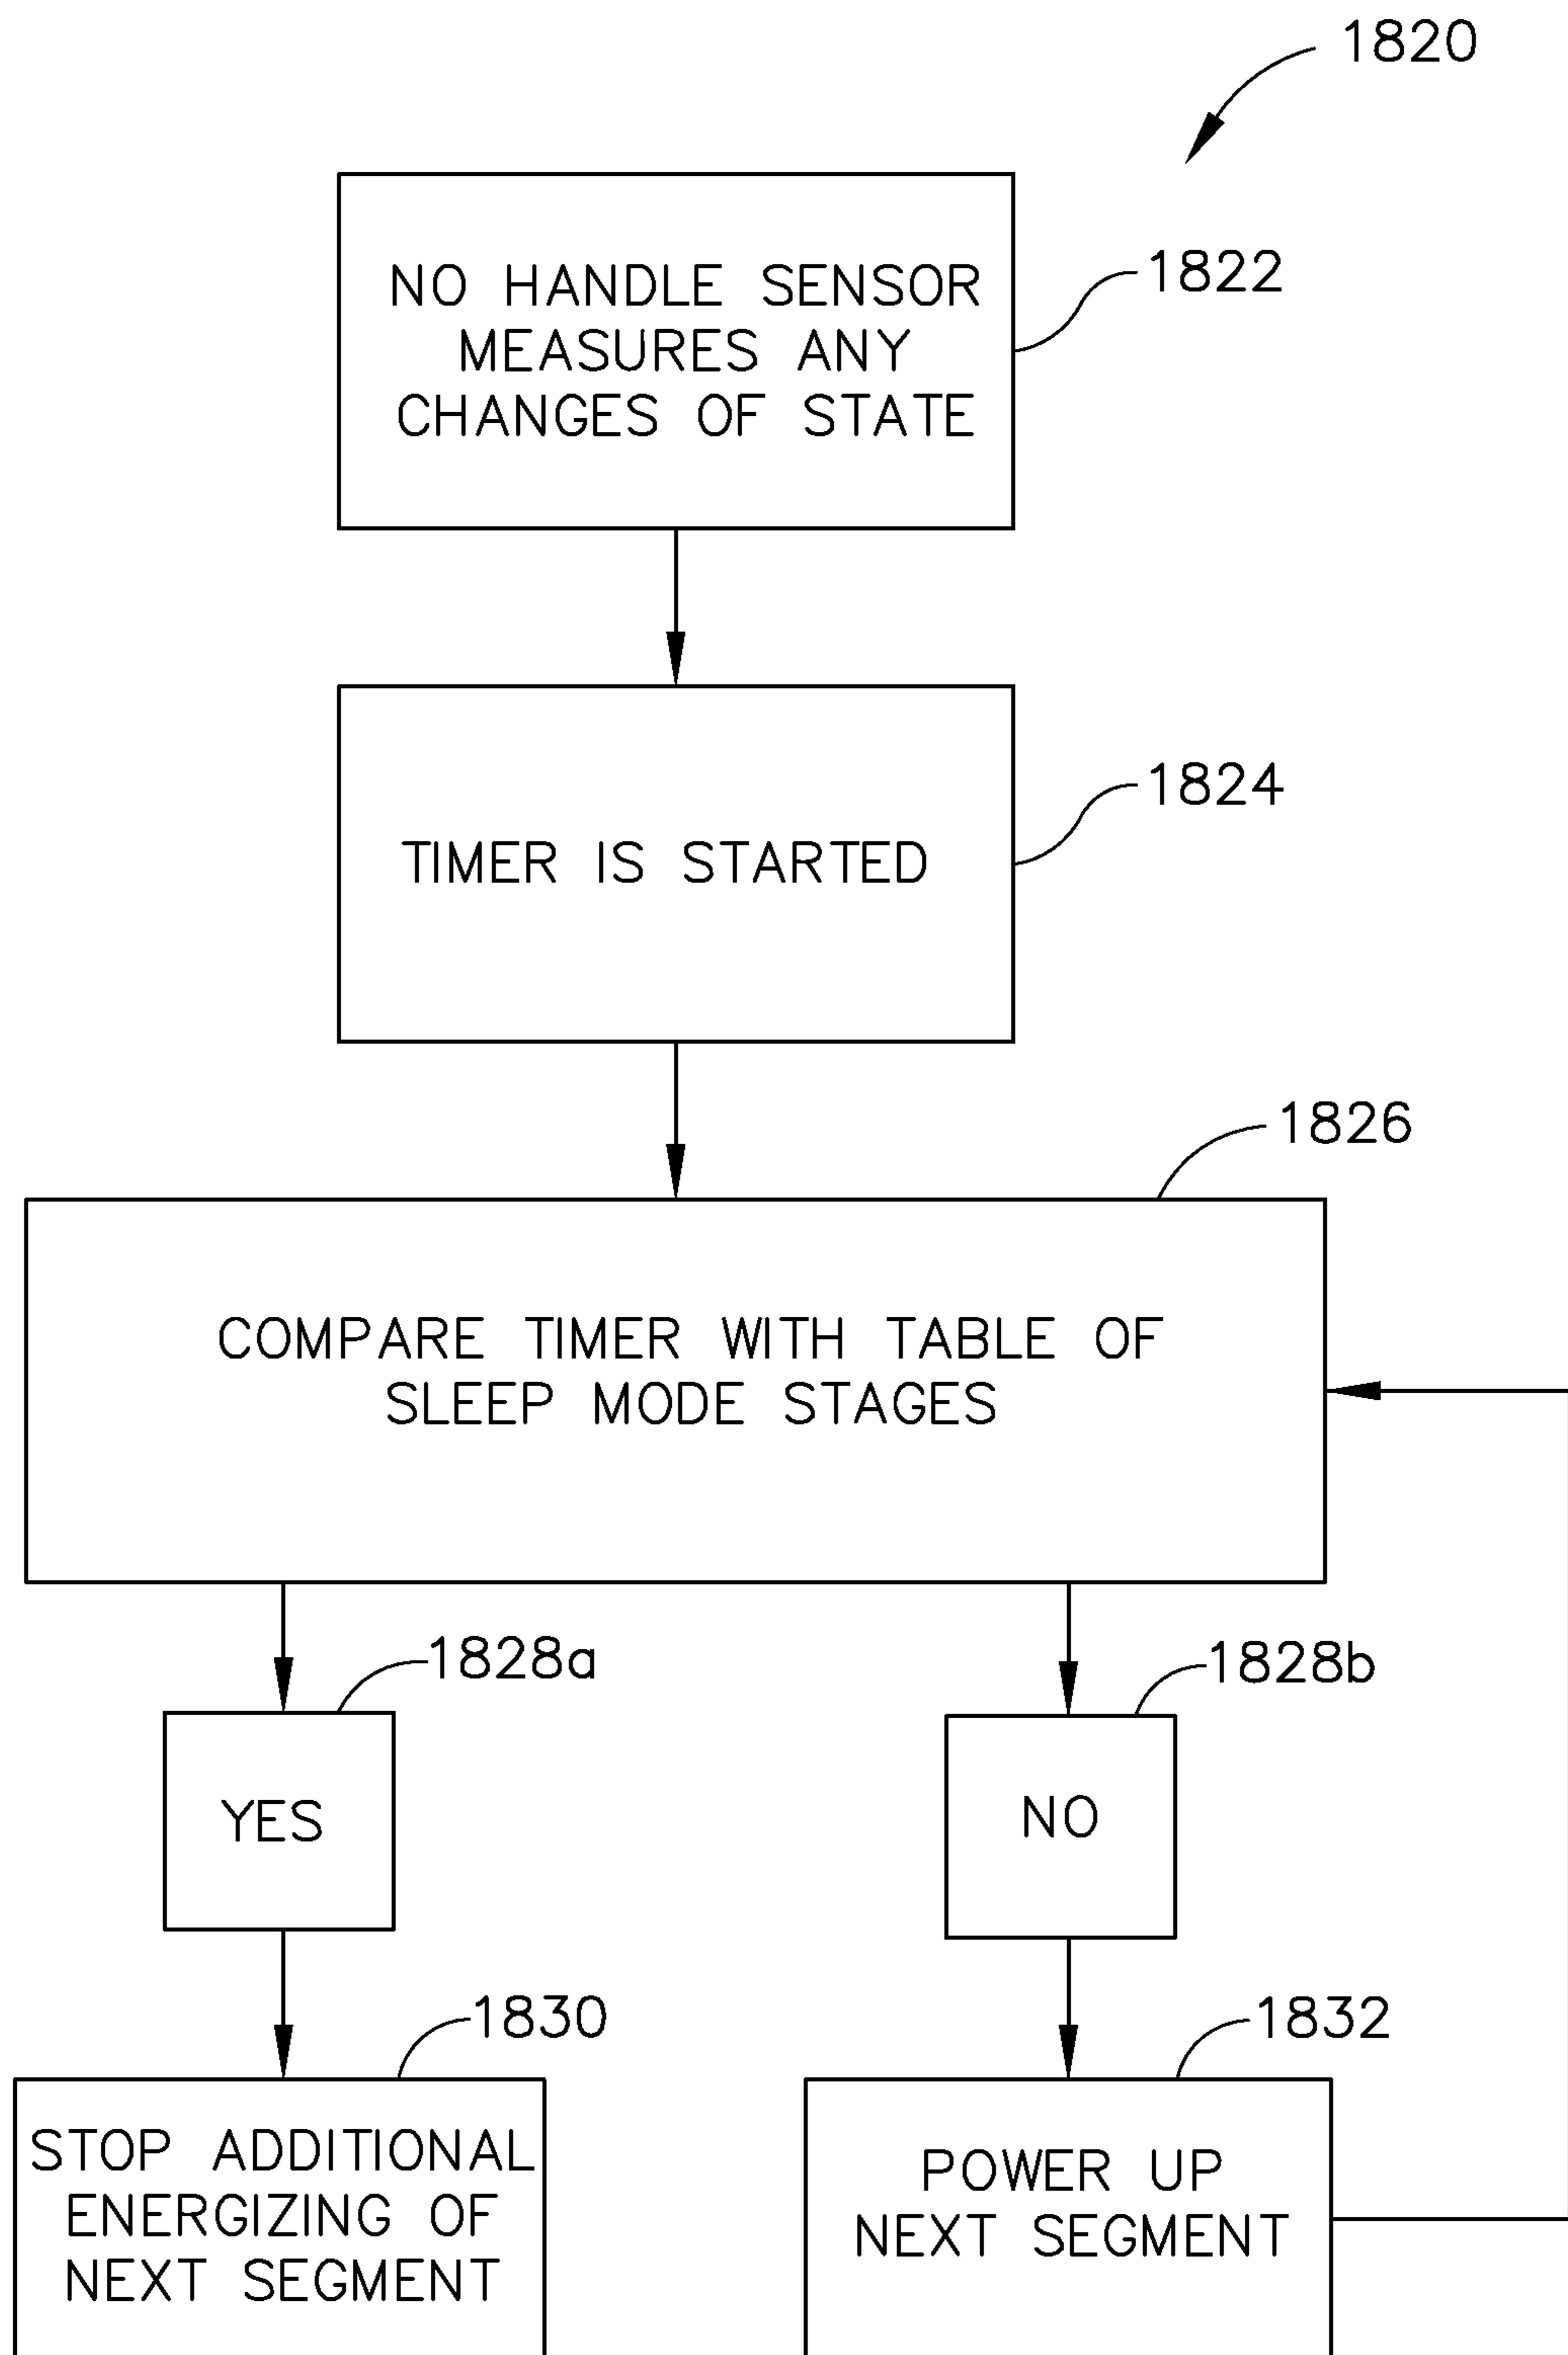 1820
NO HANDLE SENSOR
MEASURES ANY
CHANGES OF STATE
1822
TIMER IS STARTED
1824
1826
COMPARE TIMER WITH TABLE OF
SLEEP MODE STAGES
1828a
1828b
YES
NO
1830
1832
STOP ADDITIONAL
ENERGIZING OF
NEXT SEGMENT
POWER UP
NEXT SEGMENT